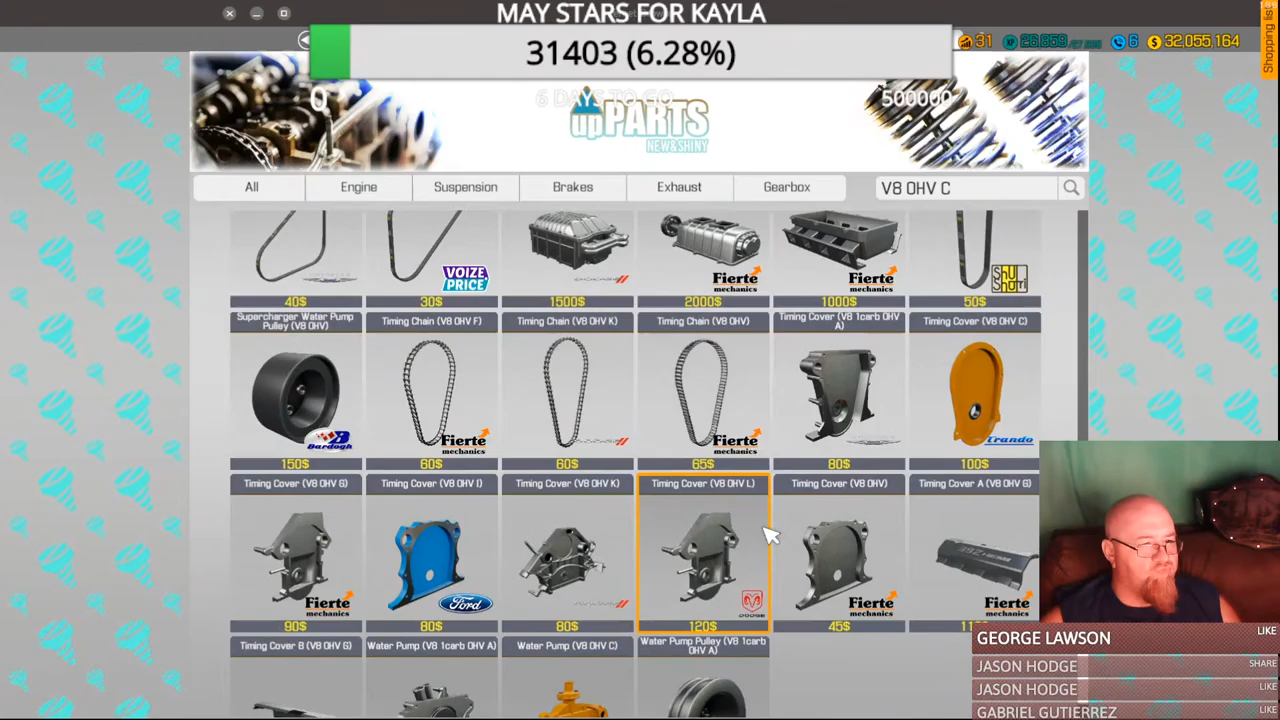 MAY STARS FOR KAYLA
31403 (6.28%)
0
6 DAYS TO GO
500000
31
6
32,055,164
Shopping list
upPARTS
NEW&SHINY
All
Engine
Suspension
Brakes
Exhaust
Gearbox
V8 OHV C
VOIZE
PRICE
Fierte
mechanics
Fierte
mechanics
40$
30$
1500$
2000$
1000$
50$
Supercharger Water Pump
Pulley (V8 OHV)
Timing Chain (V8 OHV F)
Timing Chain (V8 OHV K)
Timing Chain (V8 OHV)
Timing Cover (V8 1carb OHV
A)
Timing Cover (V8 OHV C)
Bardogh
Fierte
mechanics
Fierte
mechanics
Trando
150$
60$
60$
65$
80$
100$
Timing Cover (V8 OHV G)
Timing Cover (V8 OHV I)
Timing Cover (V8 OHV K)
Timing Cover (V8 OHV L)
Timing Cover (V8 OHV)
Timing Cover A (V8 OHV G)
Fierte
mechanics
Ford
DODGE
Fierte
mechanics
Fierte
mechanics
90$
80$
80$
120$
45$
Timing Cover B (V8 OHV G)
Water Pump (V8 1carb OHV A)
Water Pump (V8 OHV C)
Water Pump Pulley (V8 1carb
OHV A)
GEORGE LAWSON
LIKE
JASON HODGE
SHARE
JASON HODGE
LIKE
GABRIEL GUTIERREZ
LIKE